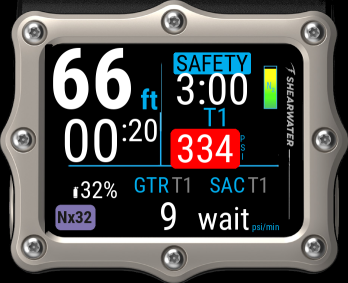 66 ft
SAFETY
3:00
N₂
SHEARWATER
00:20
T1
334 PSI
32%
GTR T1 SAC T1
Nx32
9 wait psi/min